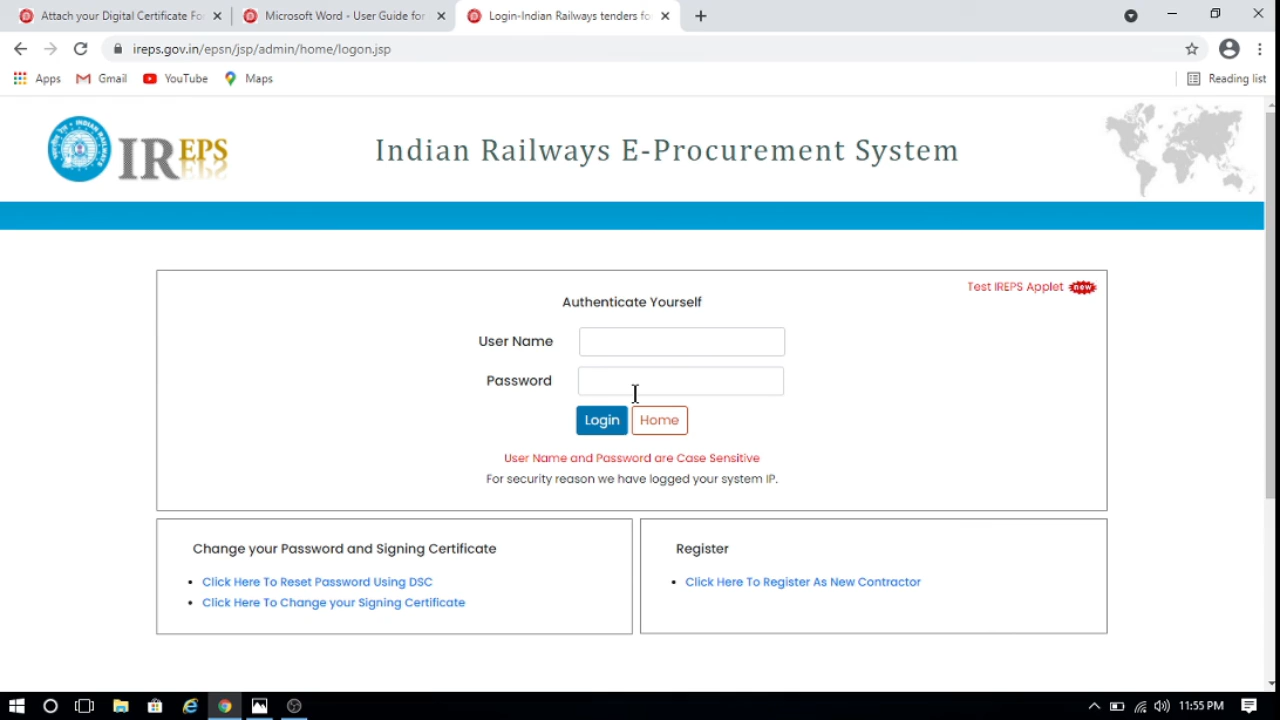 Attach your Digital Certificate Fo
Microsoft Word - User Guide for
Login-Indian Railways tenders fo
ireps.gov.in/epsn/jsp/admin/home/logon.jsp
Apps
Gmail
YouTube
Maps
Reading list
IREPS
Indian Railways E-Procurement System
Test IREPS Applet new
Authenticate Yourself
User Name
Password
Login
Home
User Name and Password are Case Sensitive
For security reason we have logged your system IP.
Change your Password and Signing Certificate
• Click Here To Reset Password Using DSC
• Click Here To Change your Signing Certificate
Register
• Click Here To Register As New Contractor
11:55 PM